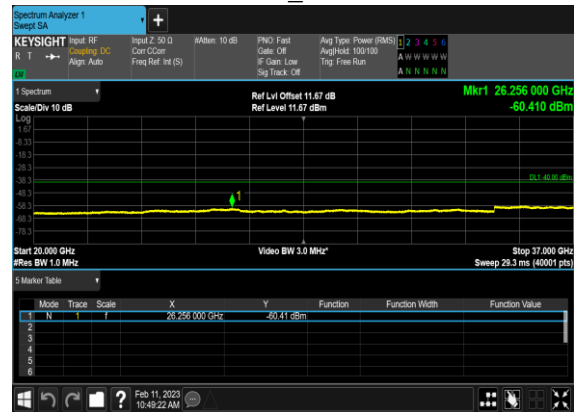 Spectrum Analyzer 1
Swept SA
+
KEYSIGHT Input: RF Input Z: 50 Ω #Atten: 10 dB PNO: Fast Avg Type: Power (RMS) 1 2 3 4 5 6
R T Coupling: DC Corr CCorr Gate: Off Avg|Hold: 100/100 A W W W W W
Align: Auto Freq Ref: Int (S) IF Gain: Low Trig: Free Run
LXI Sig Track: Off A N N N N N
1 Spectrum Ref Lvl Offset 11.67 dB Mkr1 26.256 000 GHz
Scale/Div 10 dB Ref Level 11.67 dBm -60.410 dBm
Log
1.67
-8.33
-18.3
-28.3
-38.3 DL1 -40.00 dBm
-48.3 1
-58.3
-68.3
-78.3
Start 20.000 GHz Video BW 3.0 MHz* Stop 37.000 GHz
#Res BW 1.0 MHz Sweep 29.3 ms (40001 pts)
5 Marker Table
Mode Trace Scale X Y Function Function Width Function Value
1 N 1 f 26.256 000 GHz -60.41 dBm
2
3
4
5
6
? Feb 11, 2023
10:49:22 AM